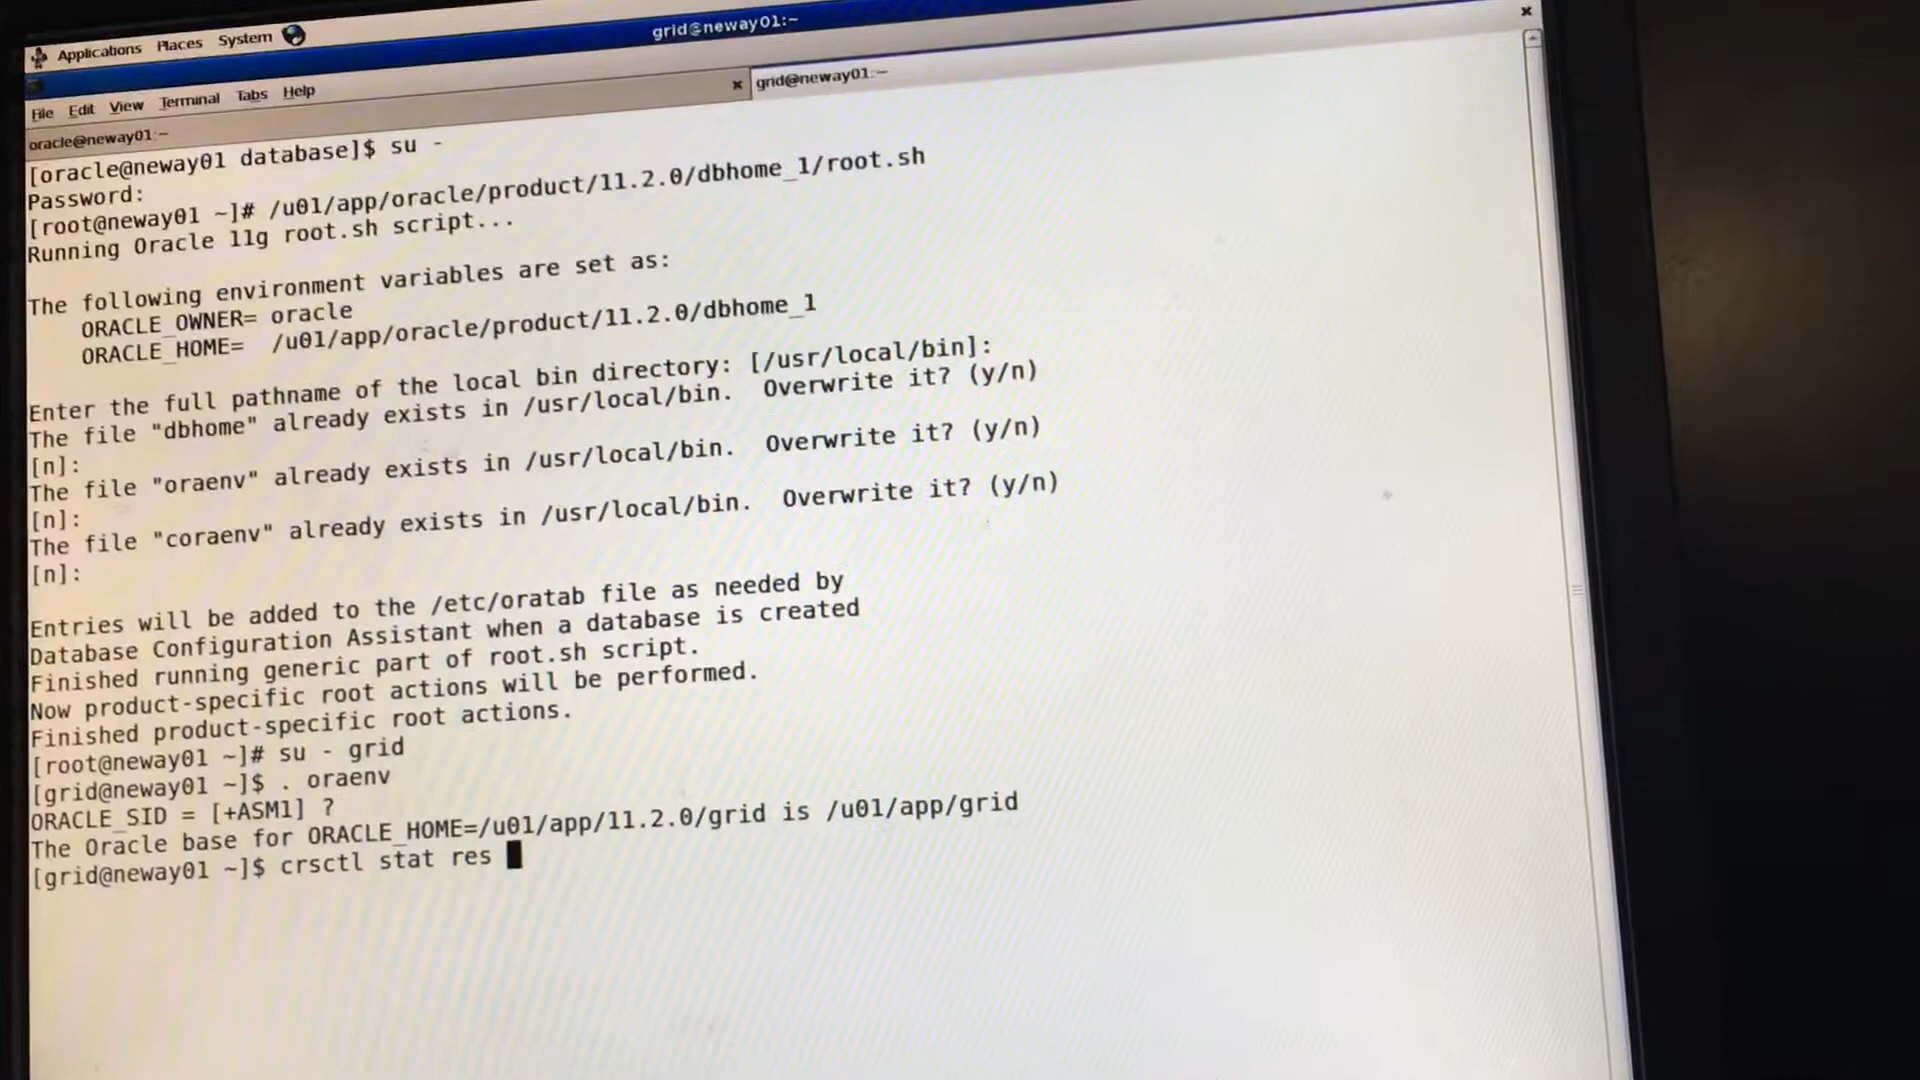 Applications Places System
grid@neway01:~
File Edit View Terminal Tabs Help
oracle@neway01:~
grid@neway01:~
[oracle@neway01 database]$ su -
Password:
[root@neway01 ~]# /u01/app/oracle/product/11.2.0/dbhome_1/root.sh
Running Oracle 11g root.sh script...
The following environment variables are set as:
ORACLE_OWNER= oracle
ORACLE_HOME= /u01/app/oracle/product/11.2.0/dbhome_1
Enter the full pathname of the local bin directory: [/usr/local/bin]:
The file "dbhome" already exists in /usr/local/bin. Overwrite it? (y/n)
[n]:
The file "oraenv" already exists in /usr/local/bin. Overwrite it? (y/n)
[n]:
The file "coraenv" already exists in /usr/local/bin. Overwrite it? (y/n)
[n]:
Entries will be added to the /etc/oratab file as needed by
Database Configuration Assistant when a database is created
Finished running generic part of root.sh script.
Now product-specific root actions will be performed.
Finished product-specific root actions.
[root@neway01 ~]# su - grid
[grid@neway01 ~]$ . oraenv
ORACLE_SID = [+ASM1] ?
The Oracle base for ORACLE_HOME=/u01/app/11.2.0/grid is /u01/app/grid
[grid@neway01 ~]$ crsctl stat res